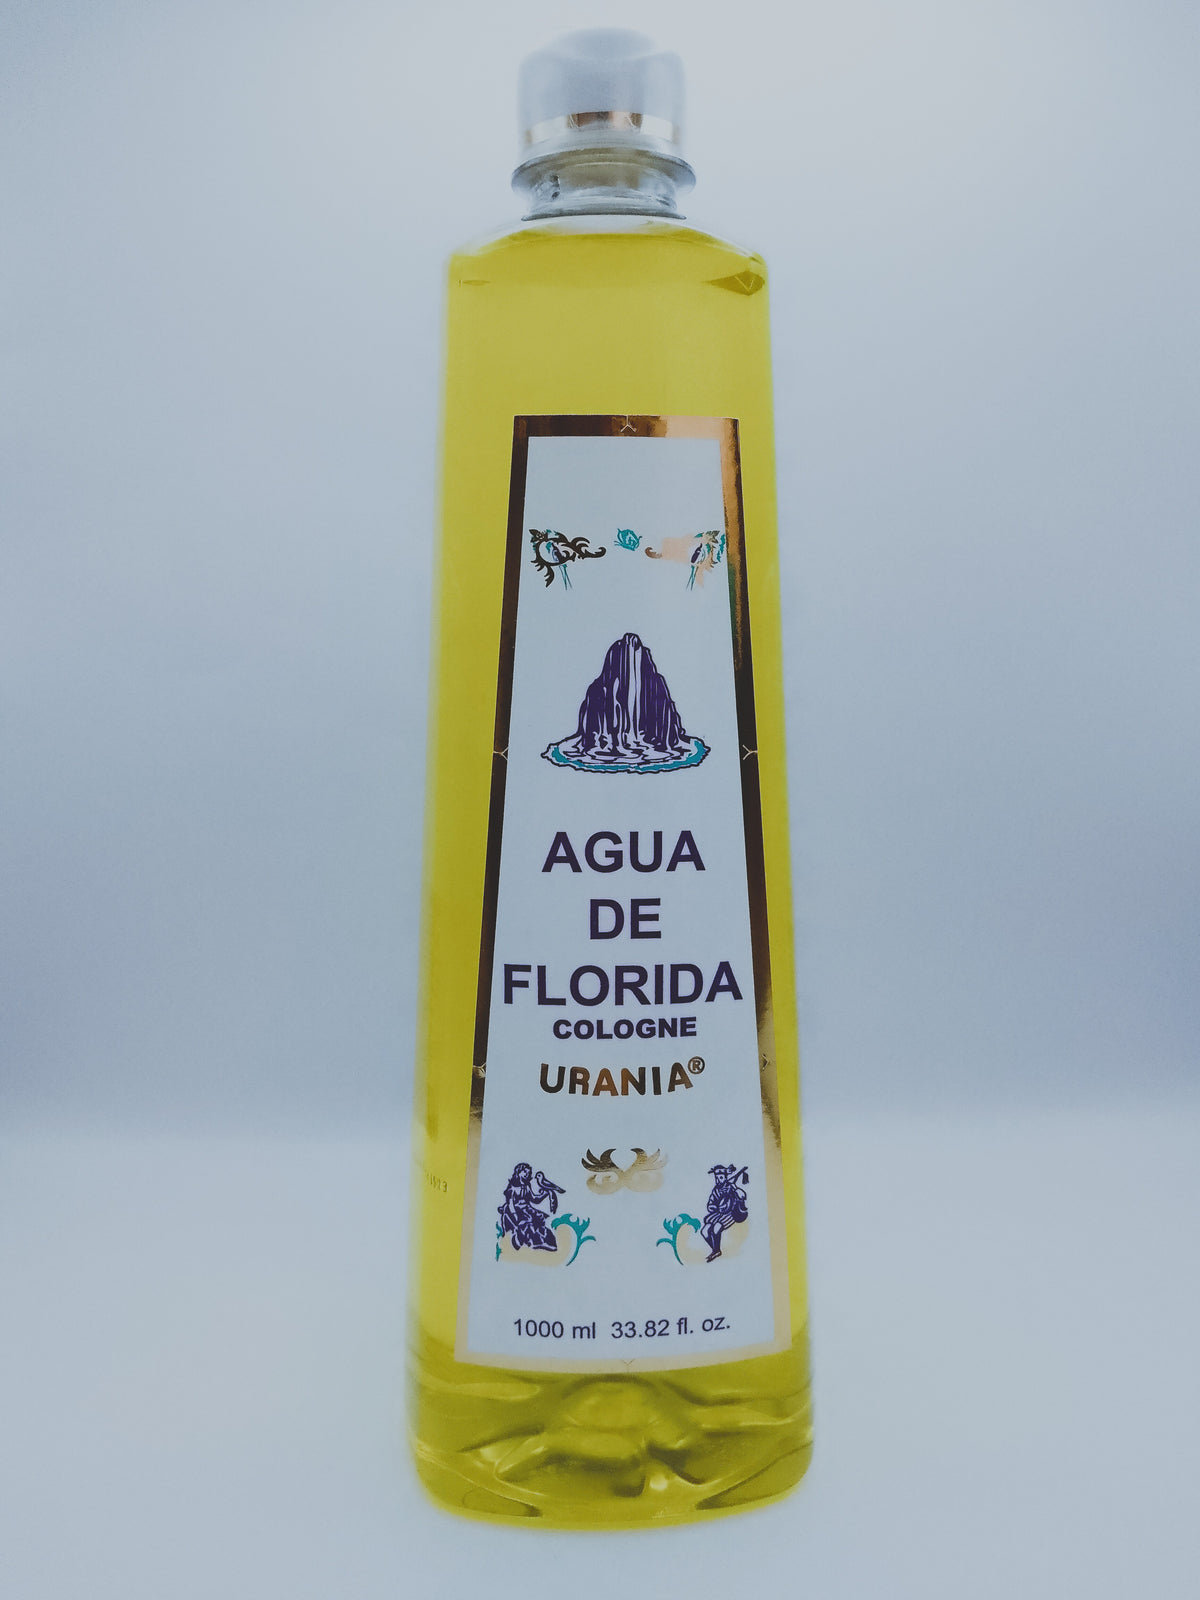 AGUA
DE
FLORIDA
COLOGNE
URANIA®
1000 ml 33.82 fl. oz.